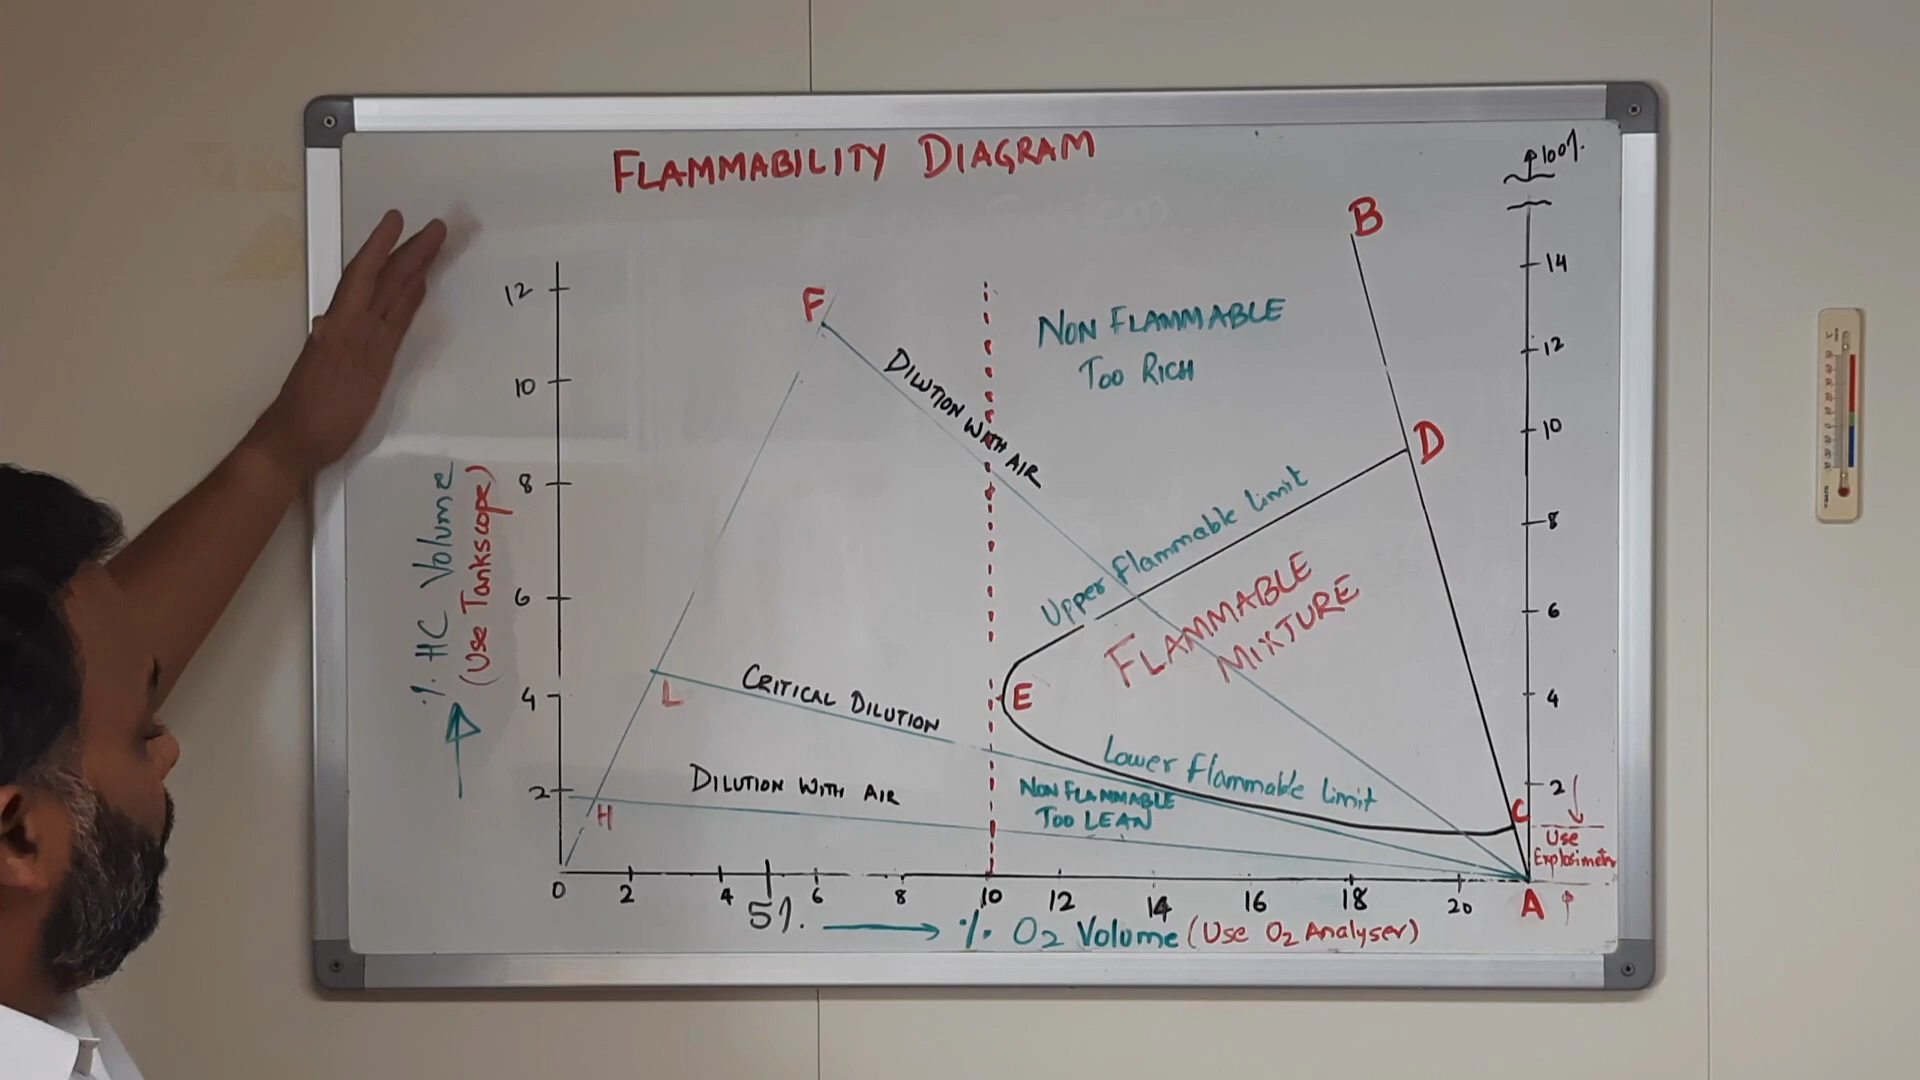 FLAMMABILITY DIAGRAM
100%.
B
14
12
F
NON FLAMMABLE
TOO RICH
12
DILUTION WITH AIR
10
10
D
8
8
% HC Volume
(Use Tankscope)
Upper Flammable Limit
FLAMMABLE
MIXTURE
6
6
4
L
CRITICAL DILUTION
E
4
Lower Flammable Limit
2
DILUTION WITH AIR
NON FLAMMABLE
TOO LEAN
2
H
C
Use
Explosimeter
0 2 4 6 8 10 12 14 16 18 20 A
5%.
% O2 Volume (Use O2 Analyser)